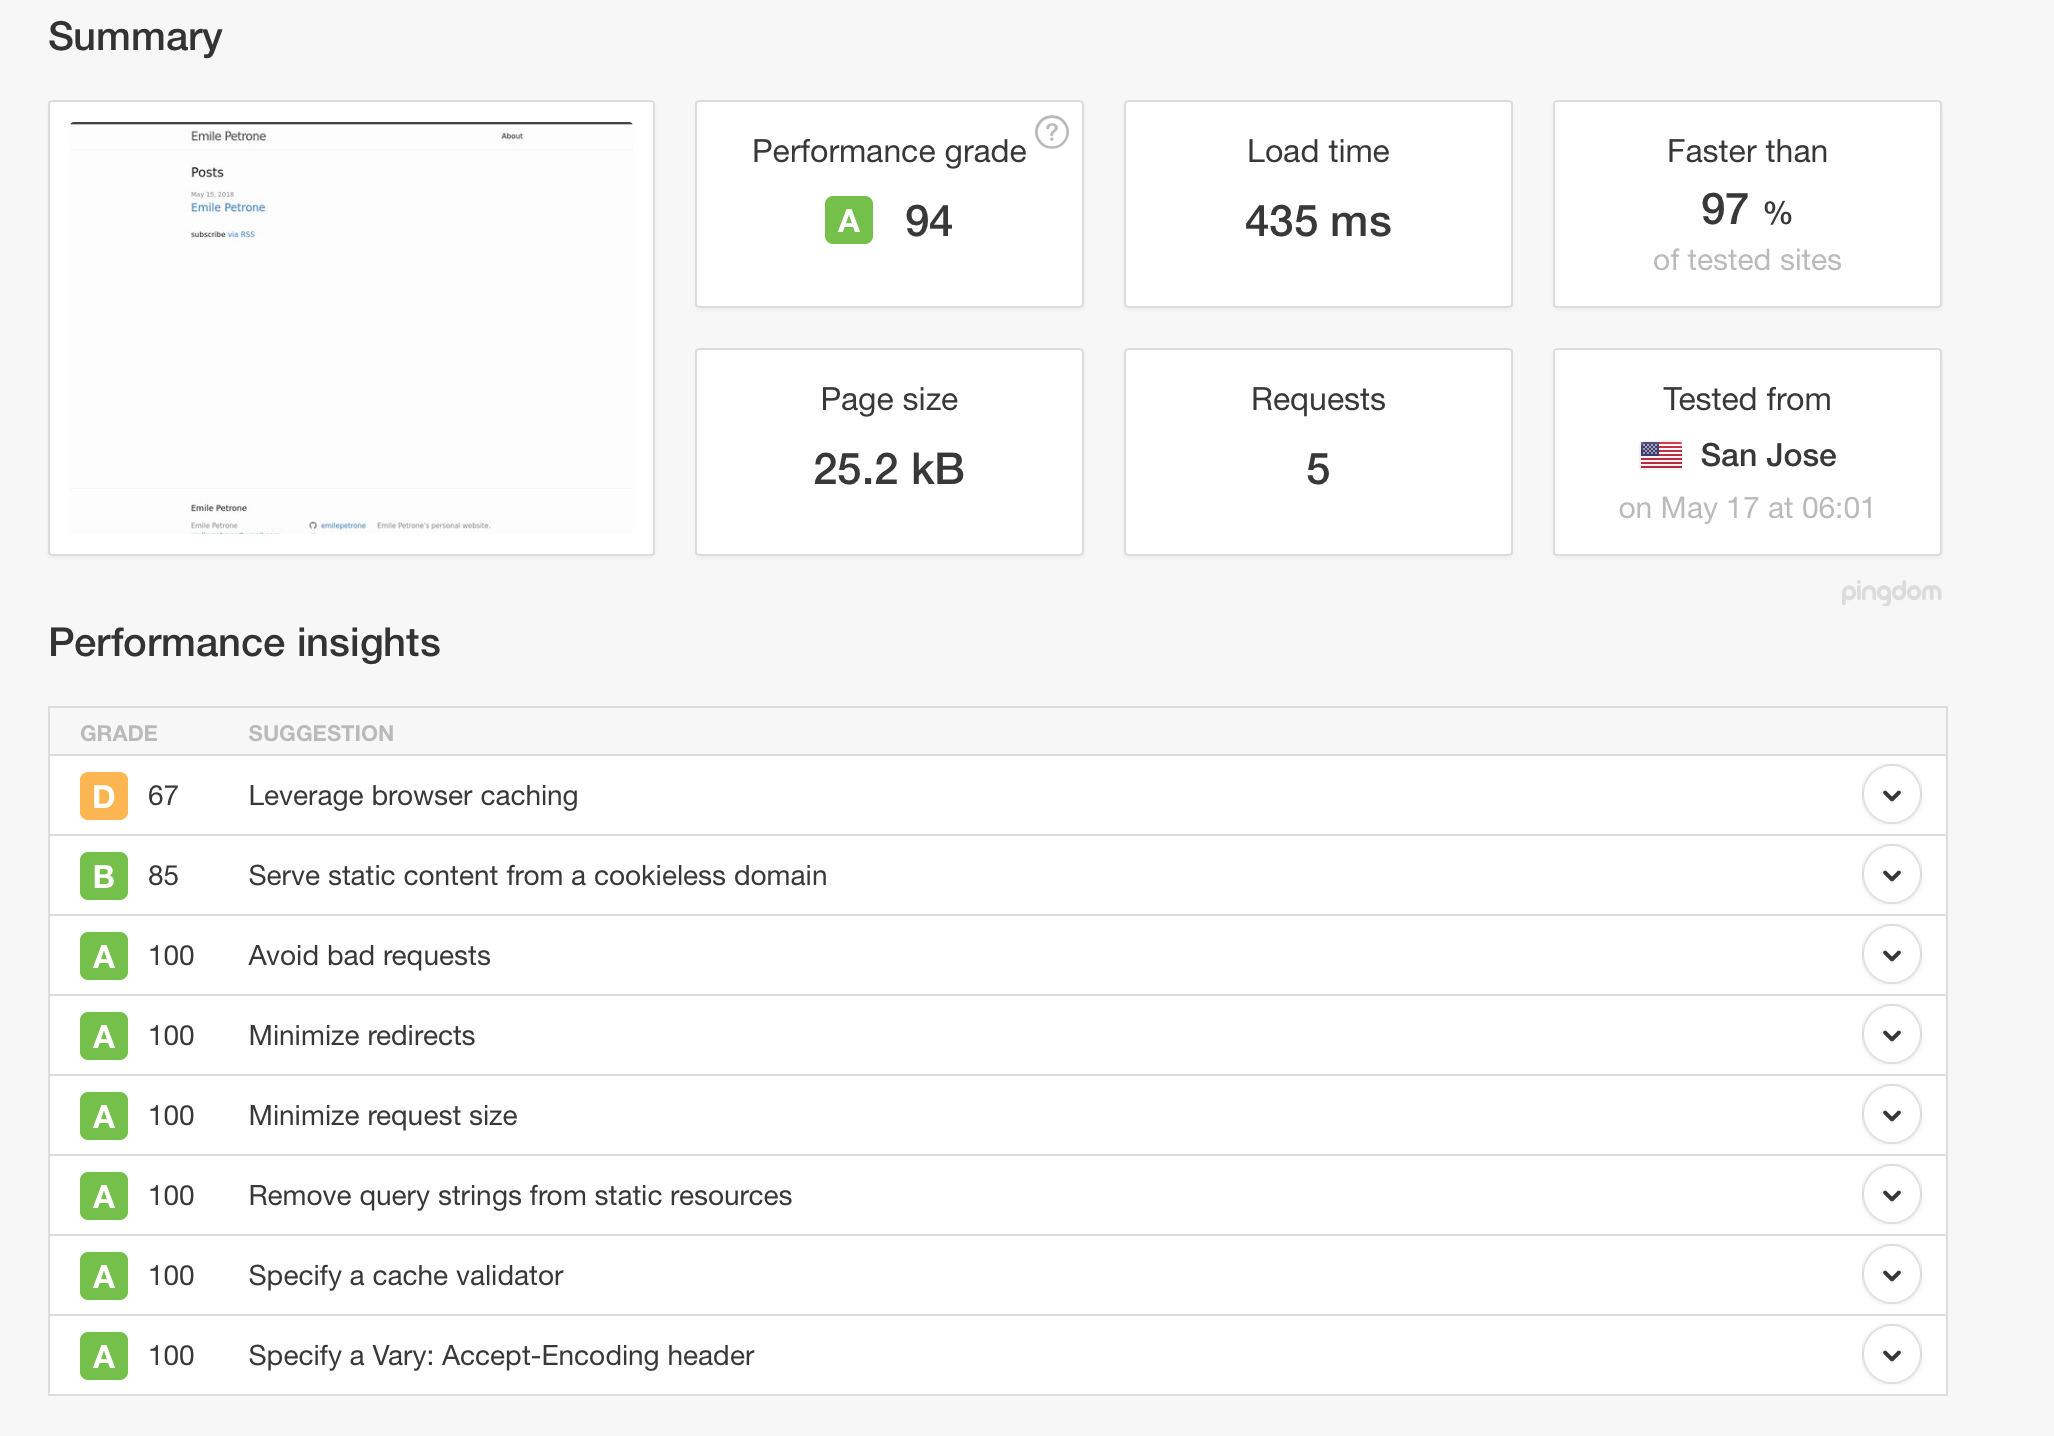 Summary
Emile Petrone About
Posts
May 15, 2018
Emile Petrone
subscribe via RSS
Emile Petrone
Emile Petrone emilepetrone Emile Petrone's personal website.
Performance grade ?
A 94
Load time
435 ms
Faster than
97 %
of tested sites
Page size
25.2 kB
Requests
5
Tested from
San Jose
on May 17 at 06:01
pingdom
Performance insights
GRADE SUGGESTION
D 67 Leverage browser caching
B 85 Serve static content from a cookieless domain
A 100 Avoid bad requests
A 100 Minimize redirects
A 100 Minimize request size
A 100 Remove query strings from static resources
A 100 Specify a cache validator
A 100 Specify a Vary: Accept-Encoding header